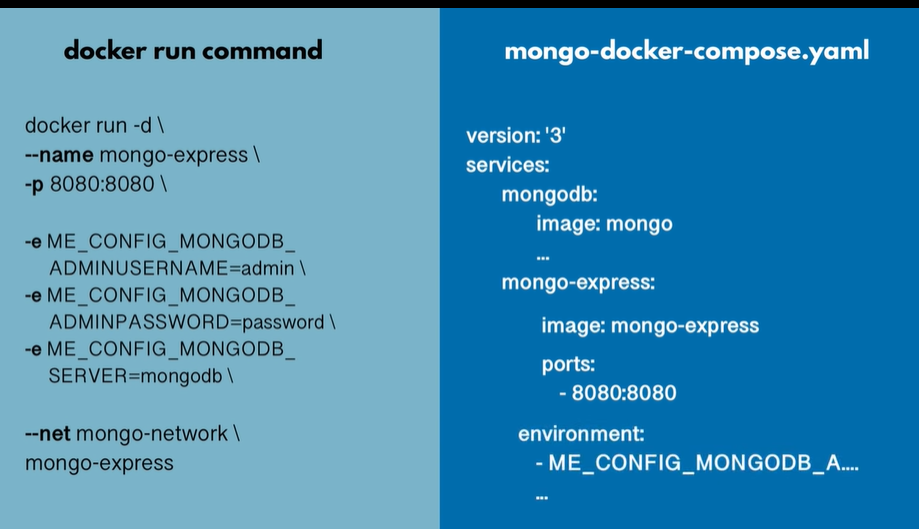 docker run command
docker run -d \
--name mongo-express \
-p 8080:8080 \
-e ME_CONFIG_MONGODB_
ADMINUSERNAME=admin \
-e ME_CONFIG_MONGODB_
ADMINPASSWORD=password \
-e ME_CONFIG_MONGODB_
SERVER=mongodb \
--net mongo-network \
mongo-express
mongo-docker-compose.yaml
version: '3'
services:
mongodb:
image: mongo
...
mongo-express:
image: mongo-express
ports:
- 8080:8080
environment:
- ME_CONFIG_MONGODB_A....
...